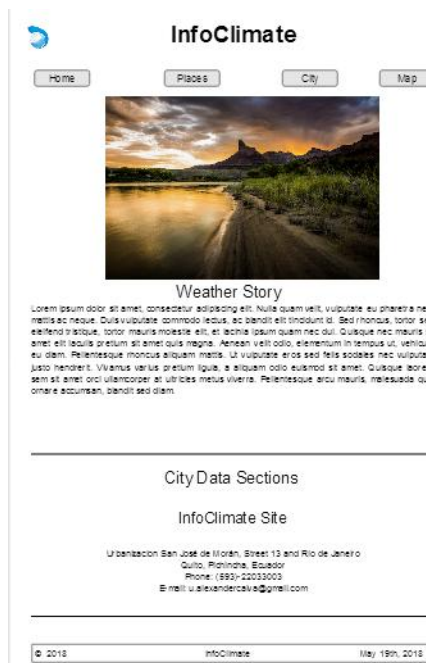 InfoClimate
Home Places City Map
Weather Story
Lorem ipsum dolor sit amet, consectetur adipiscing elit. Nulla quam velit, vulputate eu pharetra ne
mattis ac neque. Duis vulputate commodo lectus, ac blandit elit tincidunt id. Sed rhoncus, tortor se
eleifend tristique, tortor mauris molestie elit, et lacinia ipsum quam nec dui. Quisque nec mauris
amet elit iaculis pretium sit amet quis magna. Aenean velit odio, elementum in tempus ut, vehicu
eu diam. Pellentesque rhoncus aliquam mattis. Ut vulputate eros sed felis sodales nec vulputa
justo hendrerit. Vivamus varius pretium ligula, a aliquam odio euismod sit amet. Quisque laore
sem sit amet orci ullamcorper at ultricies metus viverra. Pellentesque arcu mauris, malesuada qu
ornare accumsan, blandit sed diam.
City Data Sections
InfoClimate Site
Urbanizacion San José de Morán, Street 13 and Rio de Janeiro
Quito, Pichincha, Ecuador
Phone: (593)-22033003
E-mail: u.alexandercalva@gmail.com
© 2018 InfoClimate May 19th, 2018